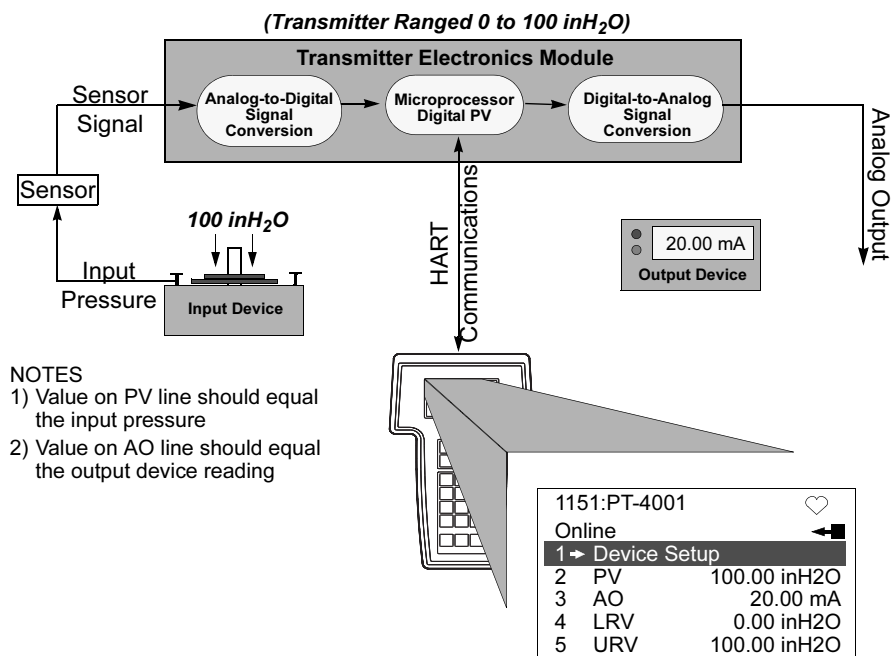 (Transmitter Ranged 0 to 100 inH2O)
Transmitter Electronics Module
Sensor
Signal
Analog-to-Digital
Signal
Conversion
Microprocessor
Digital PV
Digital-to-Analog
Signal
Conversion
Analog Output
Sensor
100 inH2O
HART
Communications
20.00 mA
Output Device
Input
Pressure
Input Device
NOTES
1) Value on PV line should equal
the input pressure
2) Value on AO line should equal
the output device reading
1151:PT-4001
Online
1 Device Setup
2 PV 100.00 inH2O
3 AO 20.00 mA
4 LRV 0.00 inH2O
5 URV 100.00 inH2O